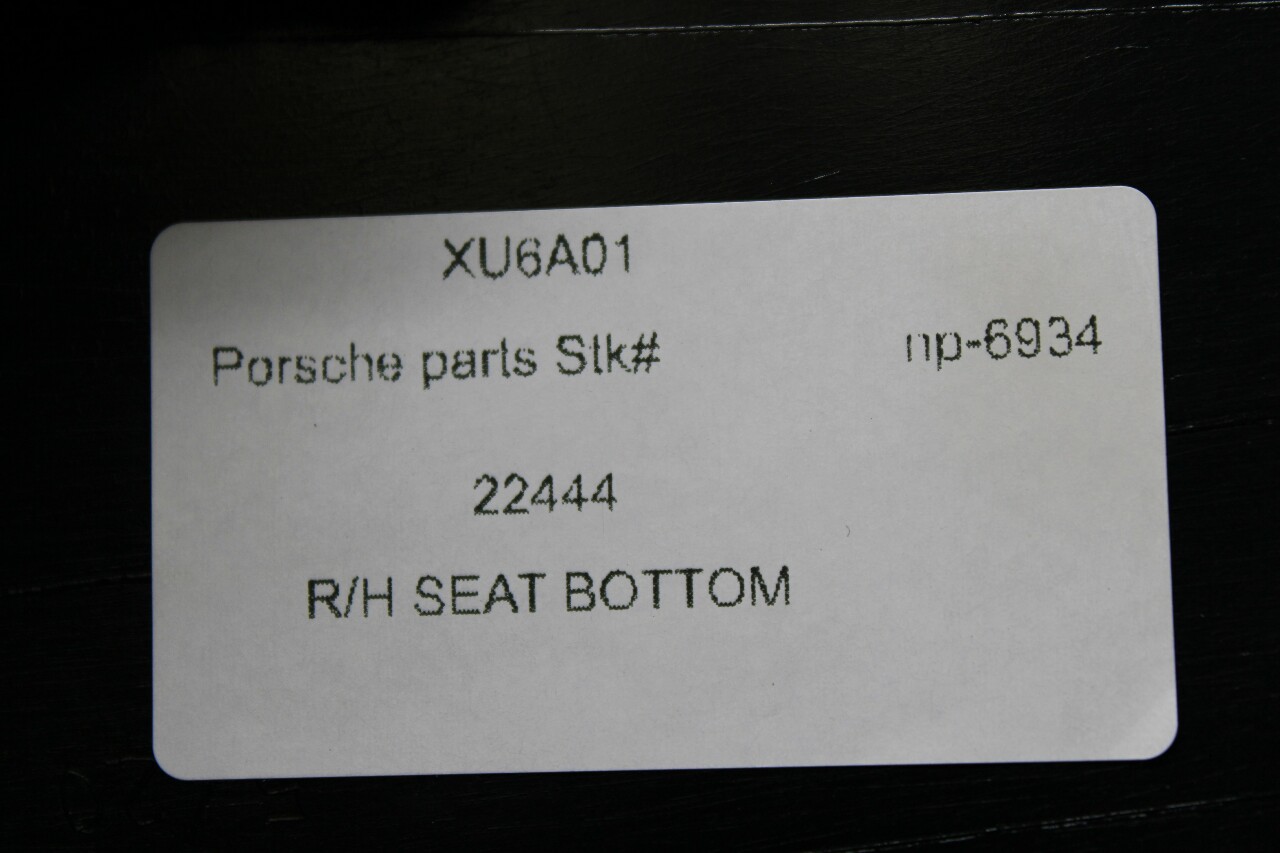 XU6A01
Porsche parts Stk# np-6934
22444
R/H SEAT BOTTOM